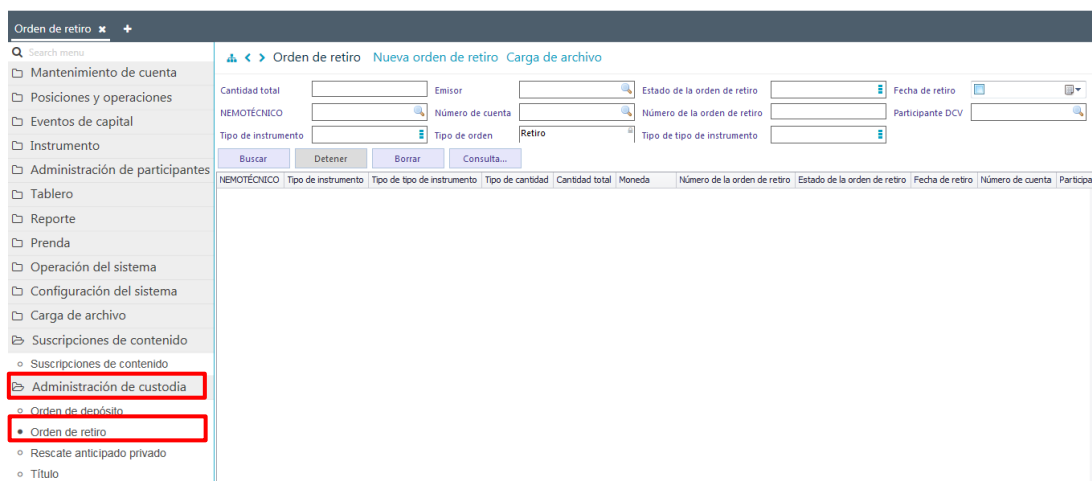 Orden de retiro ✖ +
Search menu
Mantenimiento de cuenta
Posiciones y operaciones
Eventos de capital
Instrumento
Administración de participantes
Tablero
Reporte
Prenda
Operación del sistema
Configuración del sistema
Carga de archivo
Suscripciones de contenido
Suscripciones de contenido
Administración de custodia
Orden de depósito
Orden de retiro
Rescate anticipado privado
Título
Orden de retiro Nueva orden de retiro Carga de archivo
Cantidad total Emisor Estado de la orden de retiro Fecha de retiro
NEMOTÉCNICO Número de cuenta Número de la orden de retiro Participante DCV
Tipo de instrumento Tipo de orden Retiro Tipo de tipo de instrumento
Buscar Detener Borrar Consulta...
NEMOTÉCNICO Tipo de instrumento Tipo de tipo de instrumento Tipo de cantidad Cantidad total Moneda Número de la orden de retiro Estado de la orden de retiro Fecha de retiro Número de cuenta Participa